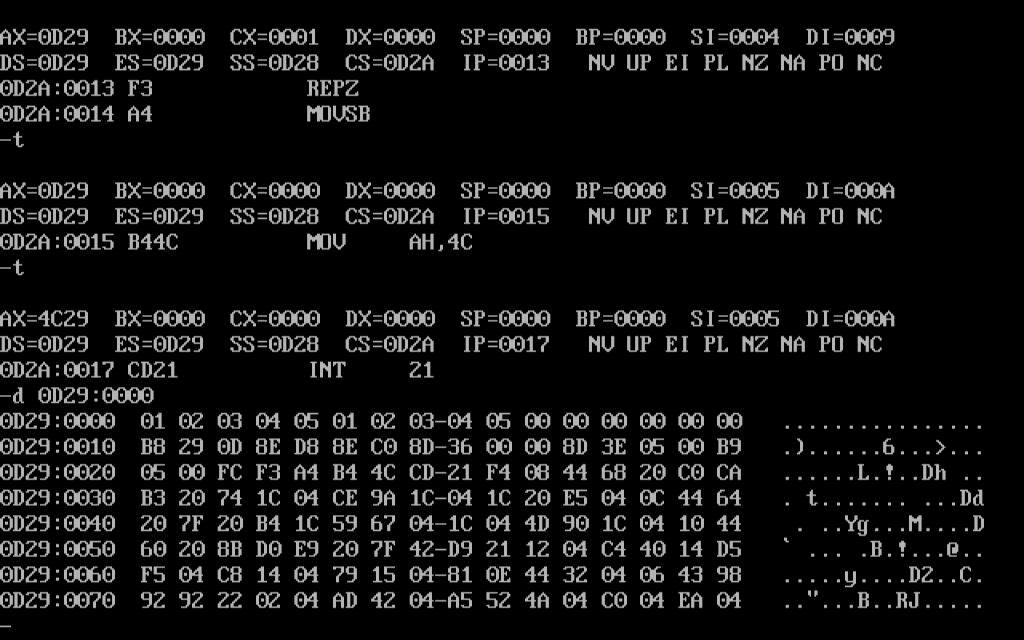 AX=0D29  BX=0000  CX=0001  DX=0000  SP=0000  BP=0000  SI=0004  DI=0009
DS=0D29  ES=0D29  SS=0D28  CS=0D2A  IP=0013   NV UP EI PL NZ NA PO NC
0D2A:0013 F3            REPZ
0D2A:0014 A4            MOVSB
-t
AX=0D29  BX=0000  CX=0000  DX=0000  SP=0000  BP=0000  SI=0005  DI=000A
DS=0D29  ES=0D29  SS=0D28  CS=0D2A  IP=0015   NV UP EI PL NZ NA PO NC
0D2A:0015 B44C          MOV     AH,4C
-t
AX=4C29  BX=0000  CX=0000  DX=0000  SP=0000  BP=0000  SI=0005  DI=000A
DS=0D29  ES=0D29  SS=0D28  CS=0D2A  IP=0017   NV UP EI PL NZ NA PO NC
0D2A:0017 CD21          INT     21
-d 0D29:0000
0D29:0000  01 02 03 04 05 01 02 03-04 05 00 00 00 00 00 00   ................
0D29:0010  B8 29 0D 8E D8 8E C0 8D-36 00 00 8D 3E 05 00 B9   .)......6...>...
0D29:0020  05 00 FC F3 A4 B4 4C CD-21 F4 08 44 68 20 C0 CA   ......L.!..Dh ..
0D29:0030  B3 20 74 1C 04 CE 9A 1C-04 1C 20 E5 04 0C 44 64   . t....... ...Dd
0D29:0040  20 7F 20 B4 1C 59 67 04-1C 04 4D 90 1C 04 10 44    . ..Yg...M....D
0D29:0050  60 20 8B D0 E9 20 7F 42-D9 21 12 04 C4 40 14 D5   ` ... .B.!...@..
0D29:0060  F5 04 C8 14 04 79 15 04-81 0E 44 32 04 06 43 98   .....y....D2..C.
0D29:0070  92 92 22 02 04 AD 42 04-A5 52 4A 04 C0 04 EA 04   .."...B..RJ.....
-